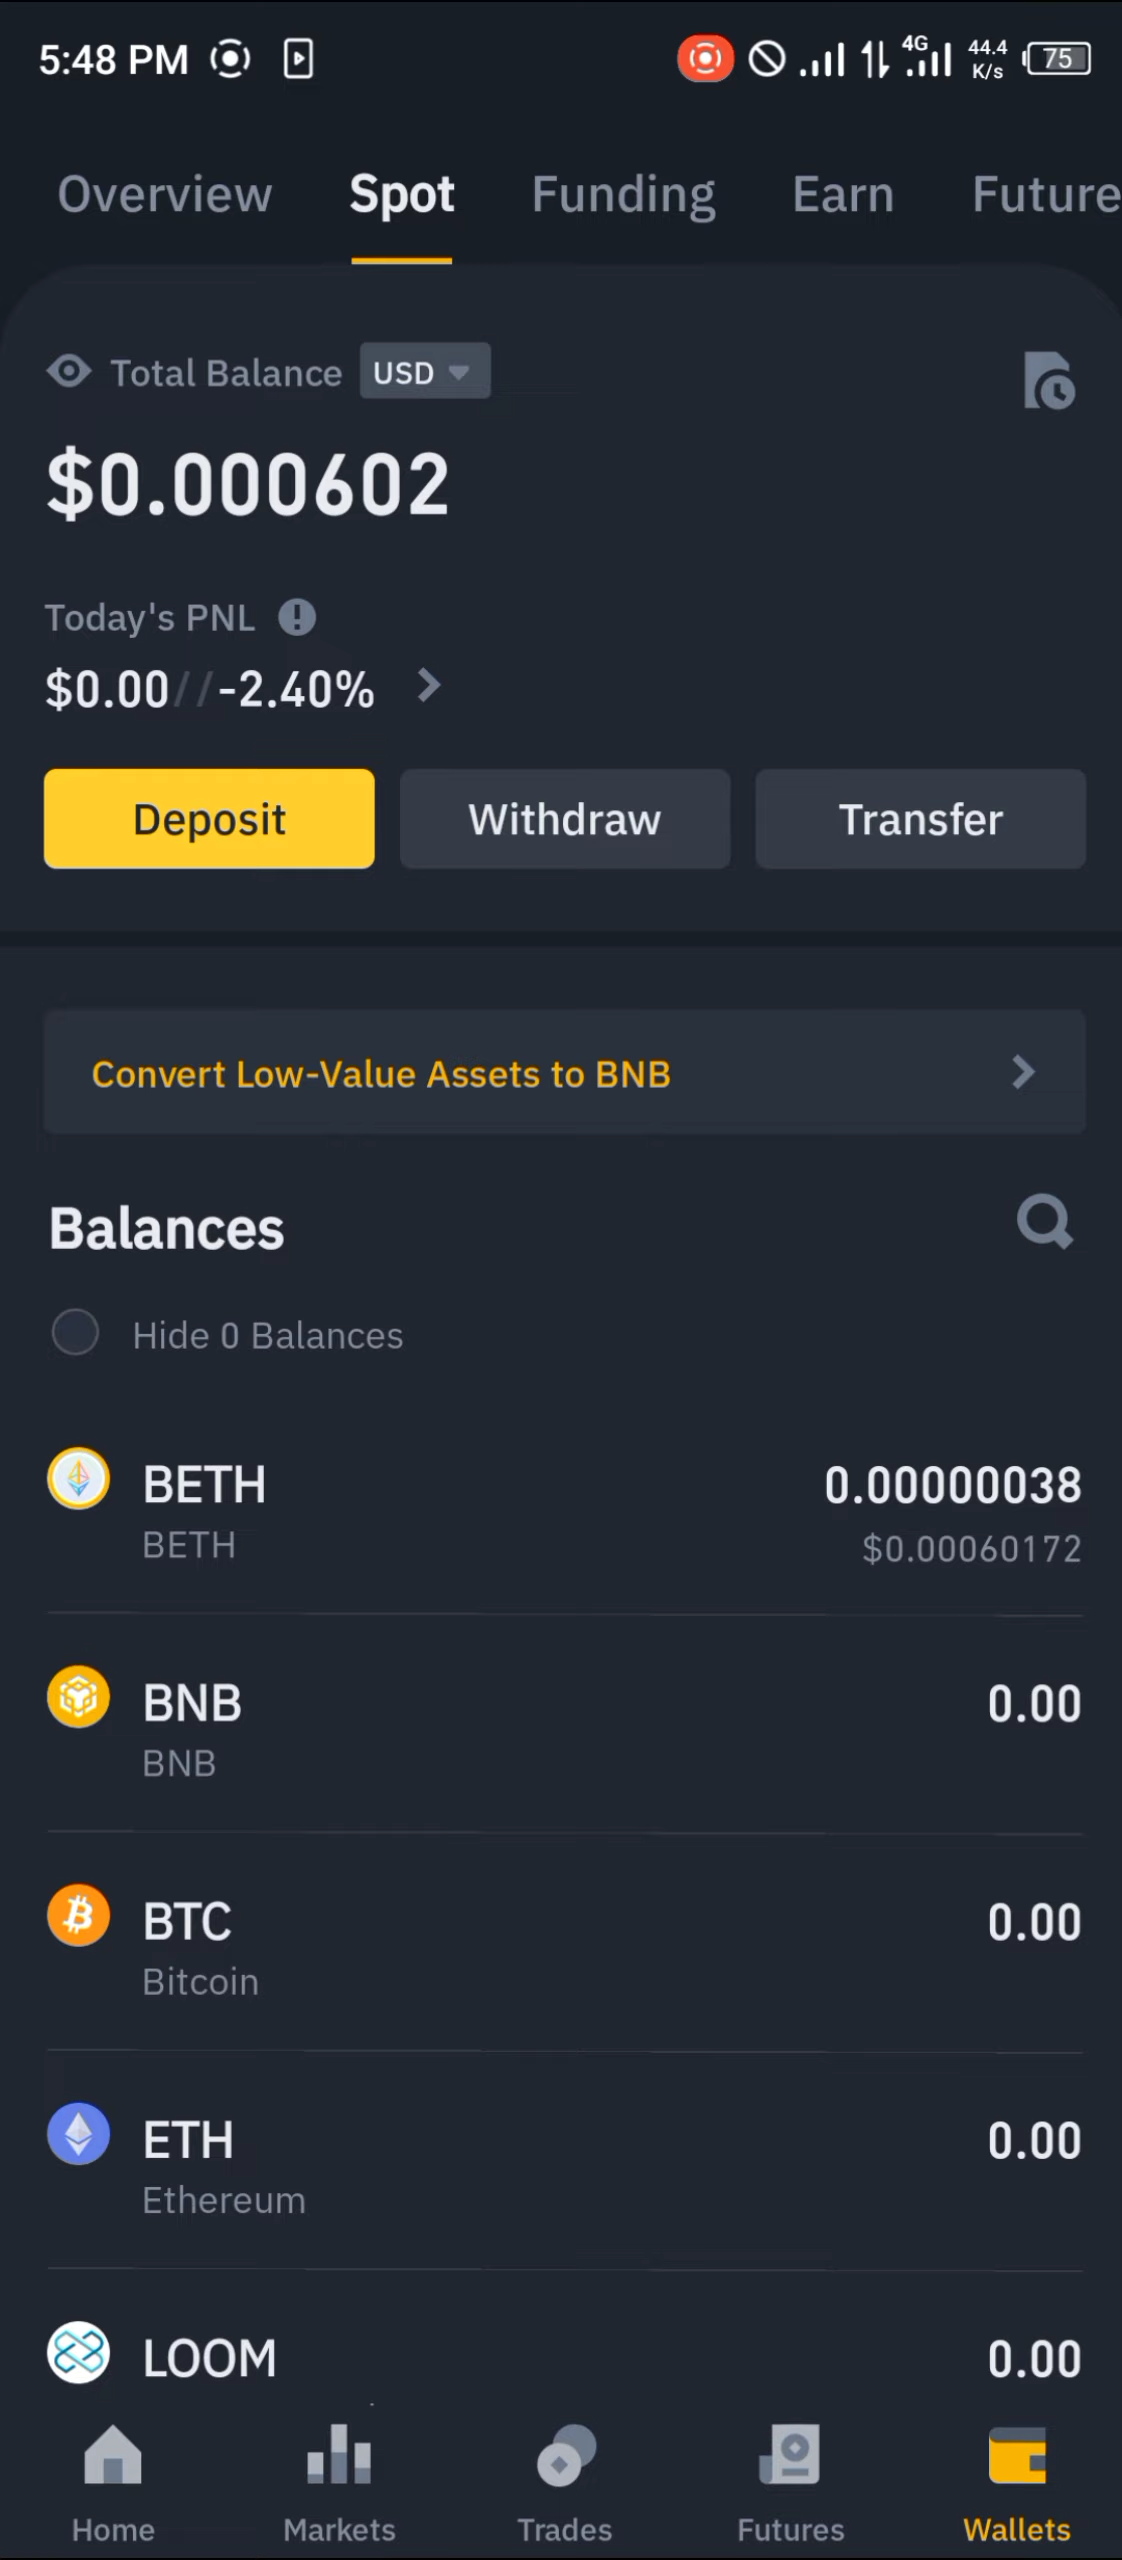 5:48 PM
4G
44.4
K/s
75
Overview Spot Funding Earn Future
Total Balance USD
$0.000602
Today's PNL
$0.00//-2.40%
Deposit Withdraw Transfer
Convert Low-Value Assets to BNB
Balances
Hide 0 Balances
BETH 0.00000038
BETH $0.00060172
BNB 0.00
BNB
BTC 0.00
Bitcoin
ETH 0.00
Ethereum
LOOM 0.00
Home Markets Trades Futures Wallets